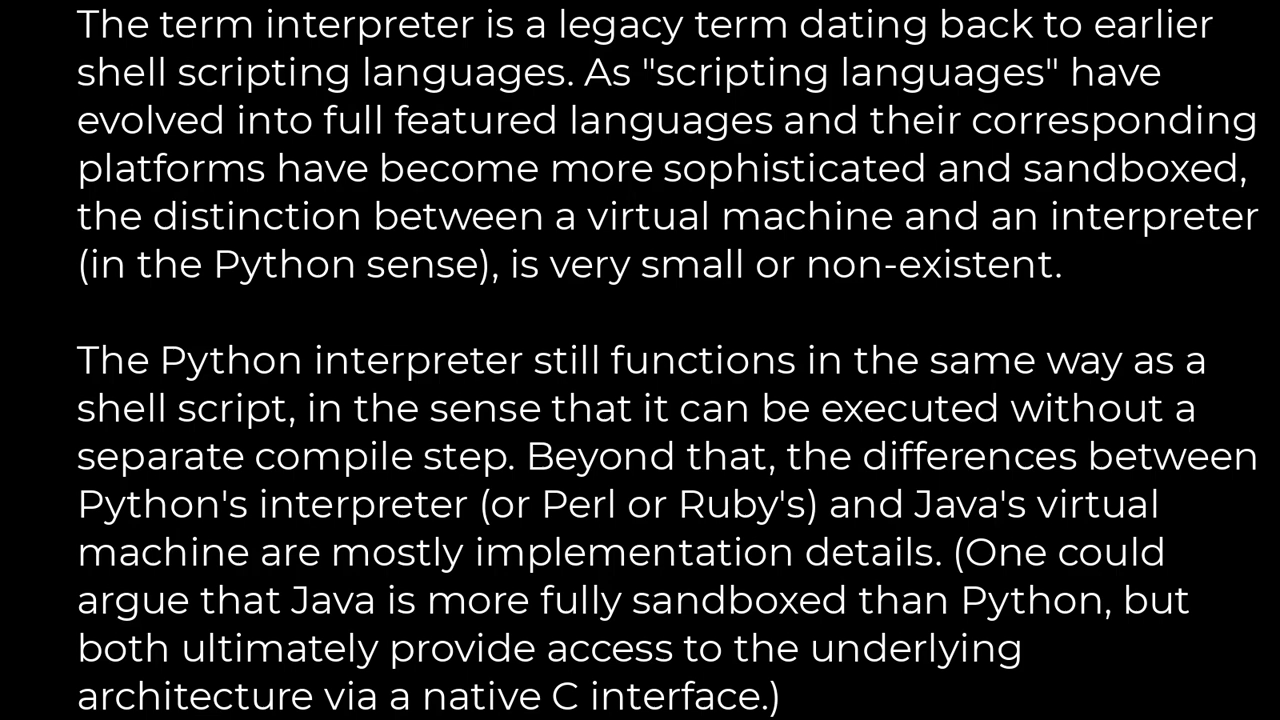 The term interpreter is a legacy term dating back to earlier
shell scripting languages. As "scripting languages" have
evolved into full featured languages and their corresponding
platforms have become more sophisticated and sandboxed,
the distinction between a virtual machine and an interpreter
(in the Python sense), is very small or non-existent.
The Python interpreter still functions in the same way as a
shell script, in the sense that it can be executed without a
separate compile step. Beyond that, the differences between
Python's interpreter (or Perl or Ruby's) and Java's virtual
machine are mostly implementation details. (One could
argue that Java is more fully sandboxed than Python, but
both ultimately provide access to the underlying
architecture via a native C interface.)